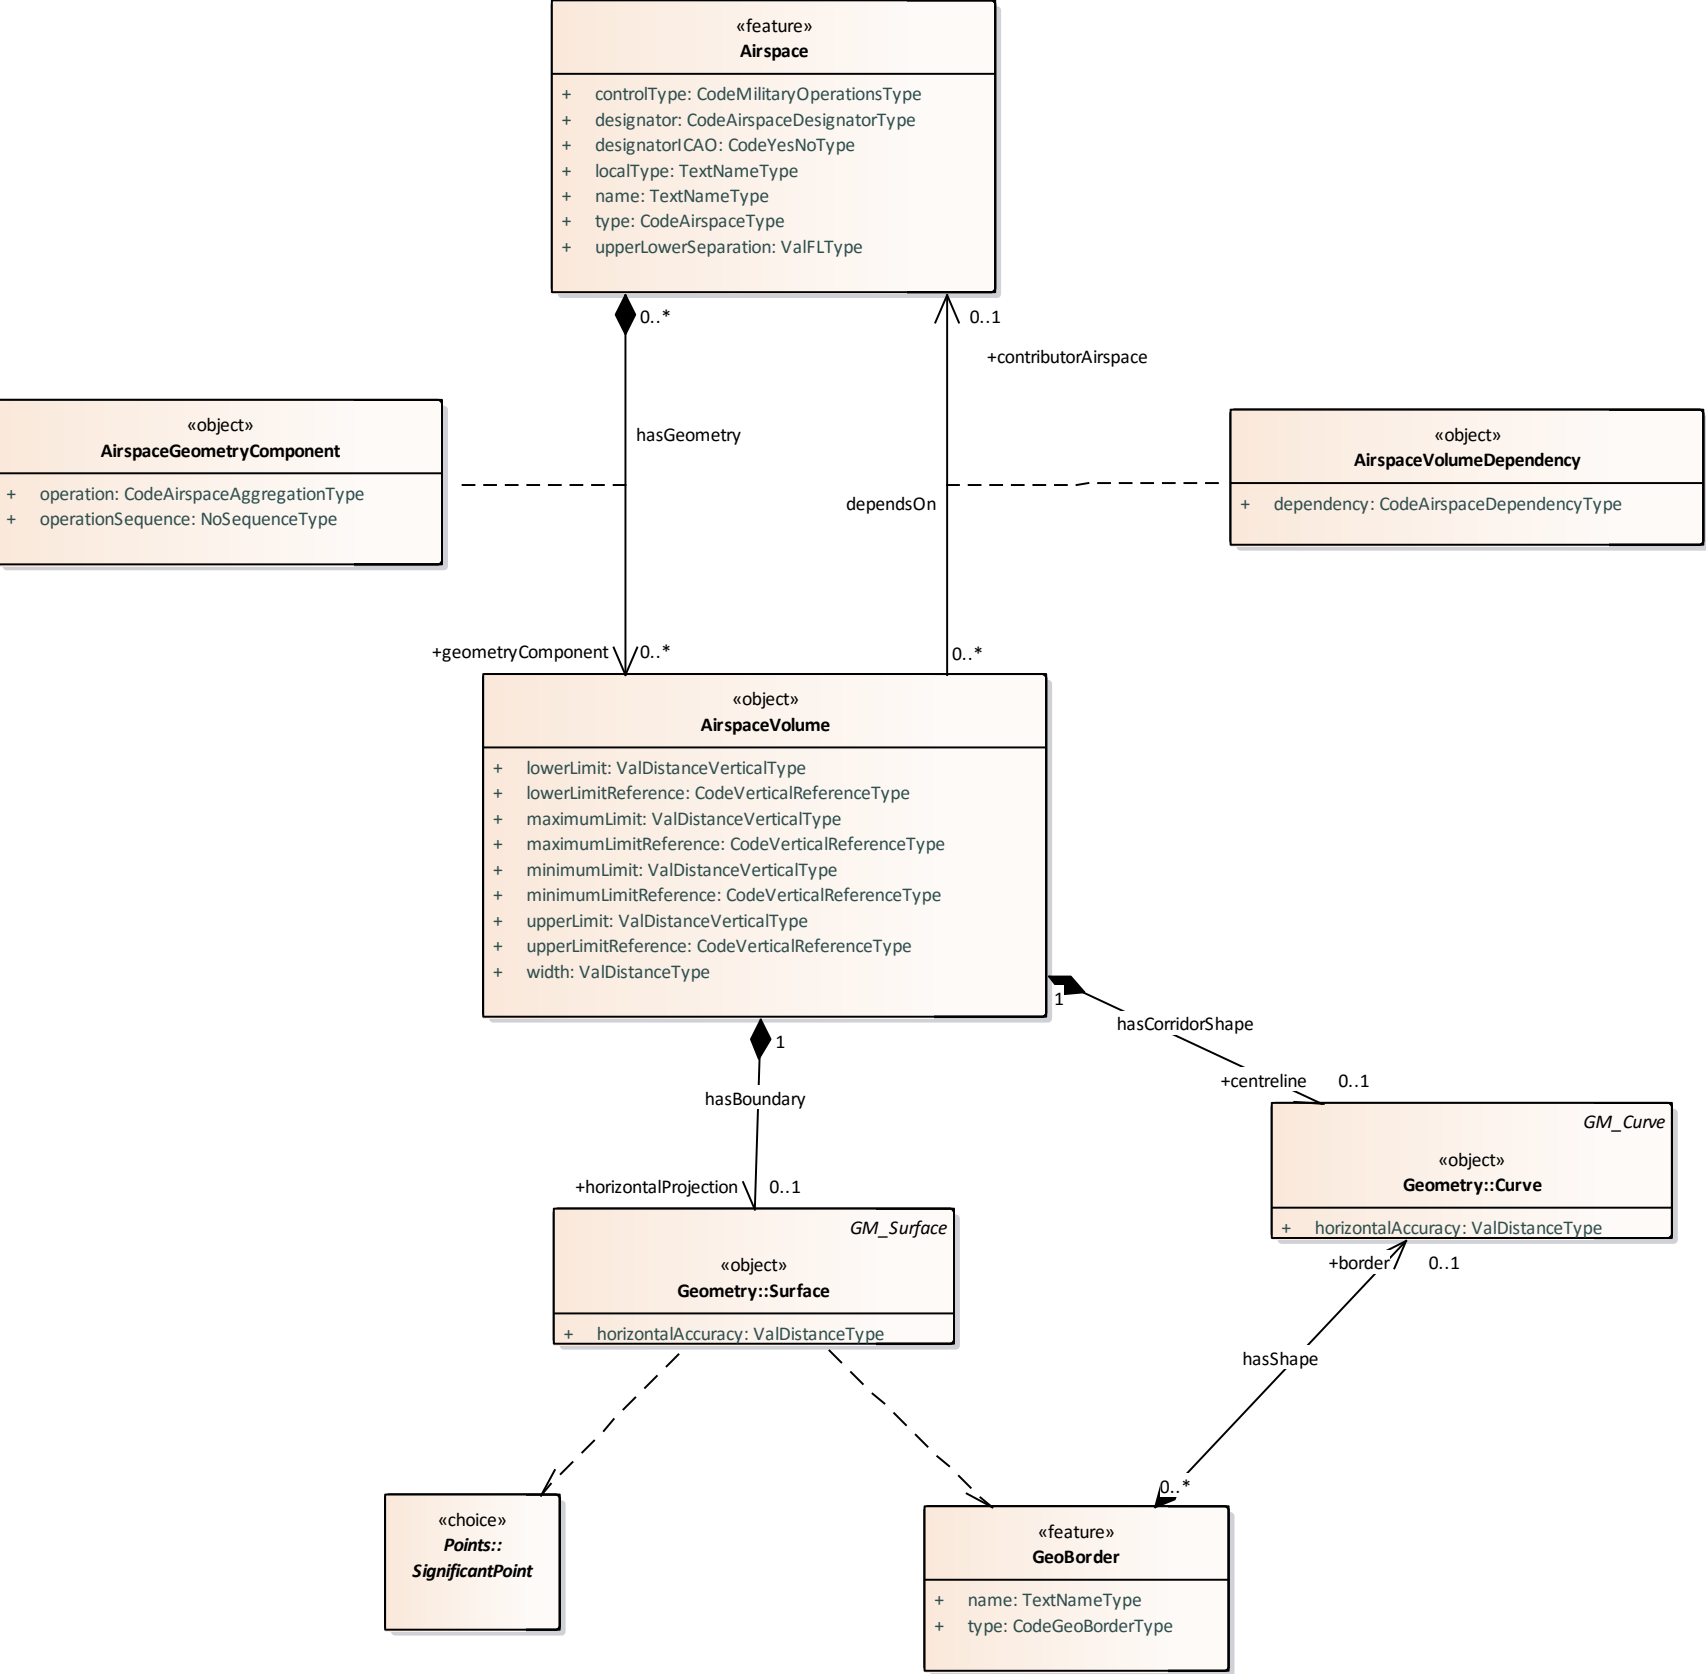 «feature»
Airspace
+ controlType: CodeMilitaryOperationsType
+ designator: CodeAirspaceDesignatorType
+ designatorICAO: CodeYesNoType
+ localType: TextNameType
+ name: TextNameType
+ type: CodeAirspaceType
+ upperLowerSeparation: ValFLType
0..*
0..1
+contributorAirspace
hasGeometry
dependsOn
«object»
AirspaceGeometryComponent
+ operation: CodeAirspaceAggregationType
+ operationSequence: NoSequenceType
«object»
AirspaceVolumeDependency
+ dependency: CodeAirspaceDependencyType
+geometryComponent
0..*
0..*
«object»
AirspaceVolume
+ lowerLimit: ValDistanceVerticalType
+ lowerLimitReference: CodeVerticalReferenceType
+ maximumLimit: ValDistanceVerticalType
+ maximumLimitReference: CodeVerticalReferenceType
+ minimumLimit: ValDistanceVerticalType
+ minimumLimitReference: CodeVerticalReferenceType
+ upperLimit: ValDistanceVerticalType
+ upperLimitReference: CodeVerticalReferenceType
+ width: ValDistanceType
1
hasCorridorShape
+centreline
0..1
1
hasBoundary
+horizontalProjection
0..1
GM_Curve
«object»
Geometry::Curve
+ horizontalAccuracy: ValDistanceType
GM_Surface
«object»
Geometry::Surface
+ horizontalAccuracy: ValDistanceType
+border
0..1
hasShape
0..*
«choice»
Points::
SignificantPoint
«feature»
GeoBorder
+ name: TextNameType
+ type: CodeGeoBorderType